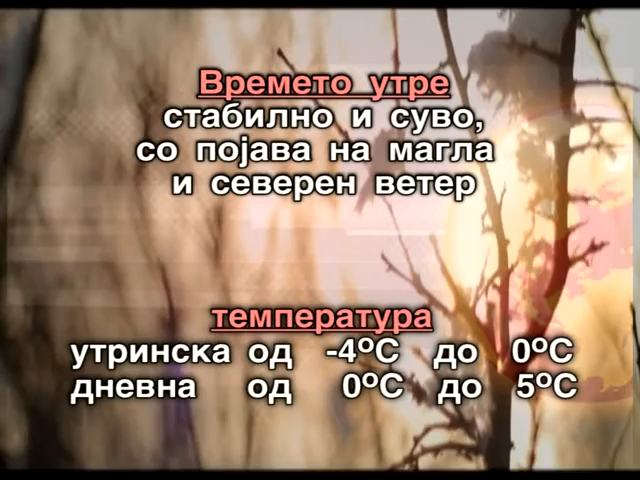 Времето утре
стабилно и суво,
со појава на магла
и северен ветер
температура
утринска од -4ºC до 0ºC
дневна од 0ºC до 5ºC